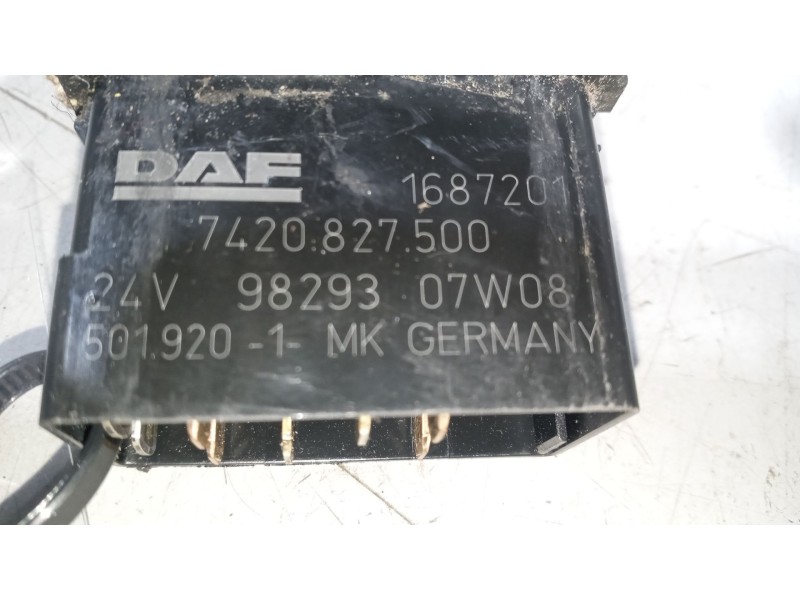 DAF 1687201
7420.827.500
24V 98293 07W08
501.920 -1- MK GERMANY